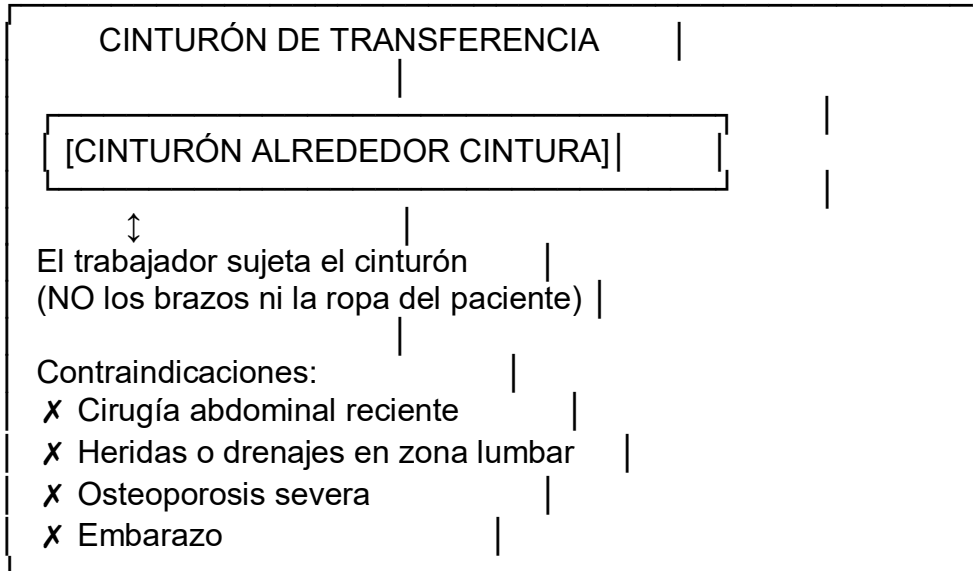 CINTURÓN DE TRANSFERENCIA
[CINTURÓN ALREDEDOR CINTURA]
↕
El trabajador sujeta el cinturón
(NO los brazos ni la ropa del paciente)
Contraindicaciones:
✗ Cirugía abdominal reciente
✗ Heridas o drenajes en zona lumbar
✗ Osteoporosis severa
✗ Embarazo